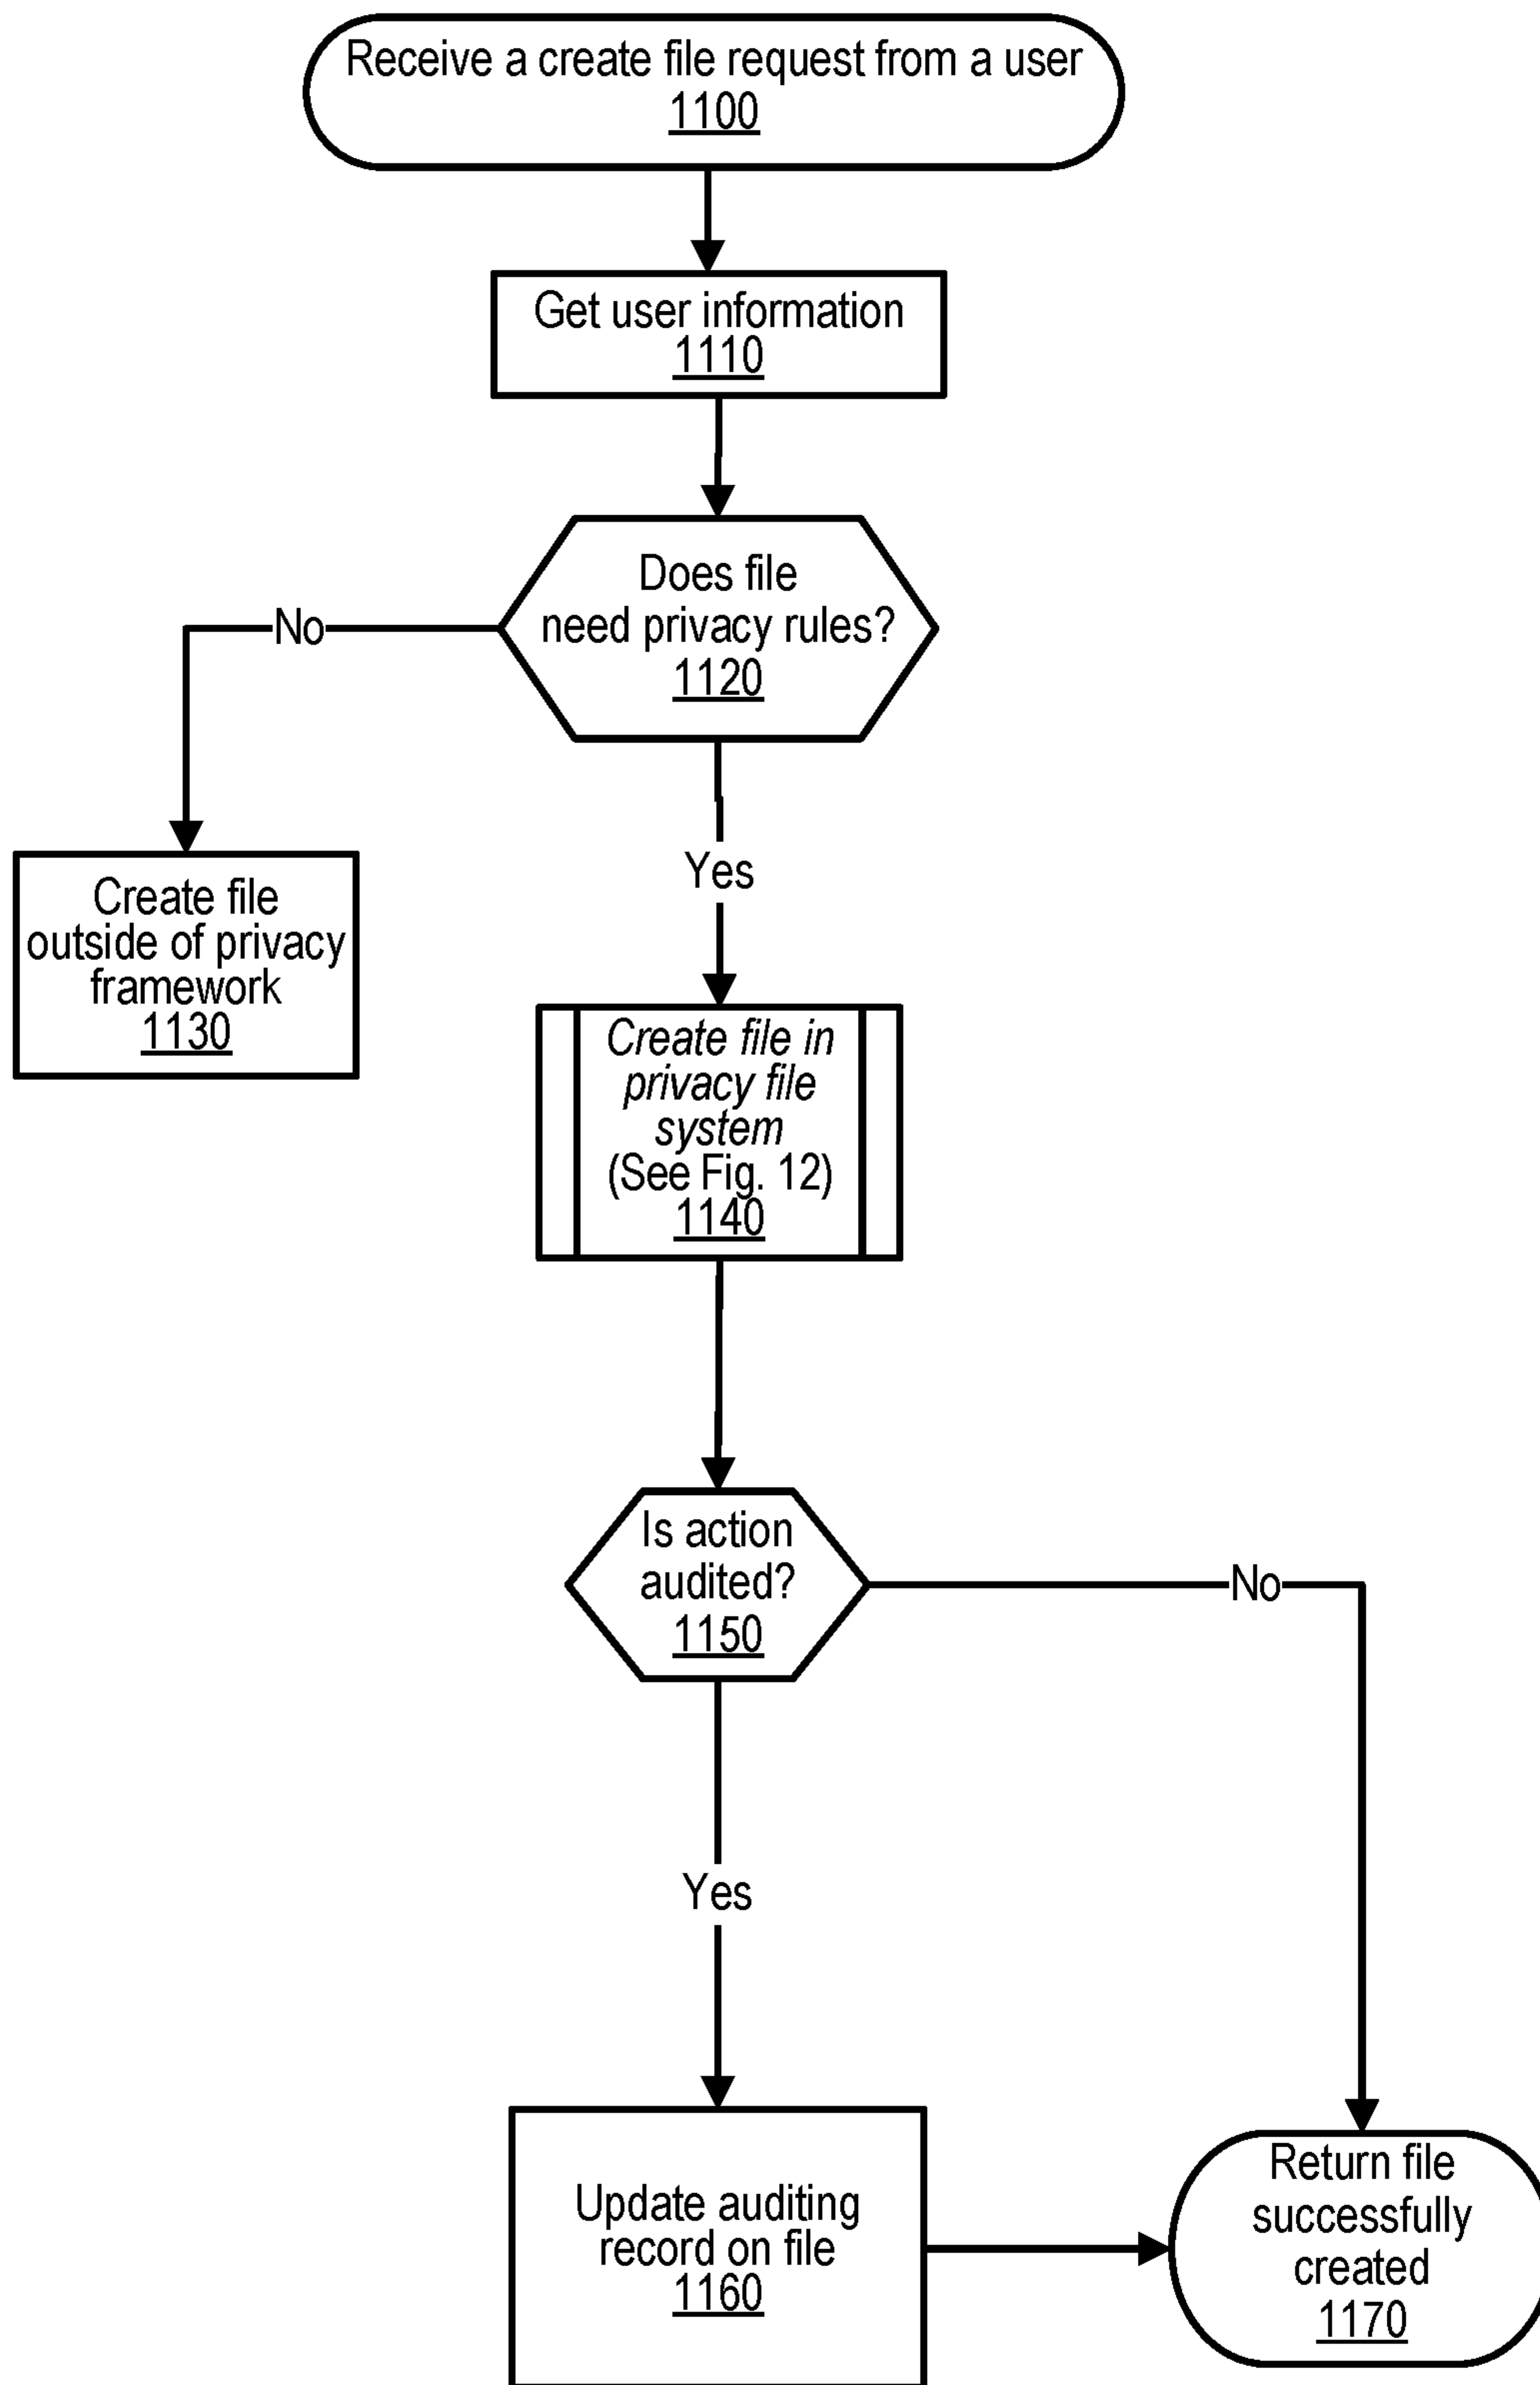 Receive a create file request from a user
1100
Get user information
1110
Does file
need privacy rules?
1120
No
Yes
Create file
outside of privacy
framework
1130
Create file in
privacy file
system
(See Fig. 12)
1140
Is action
audited?
1150
No
Yes
Update auditing
record on file
1160
Return file
successfully
created
1170